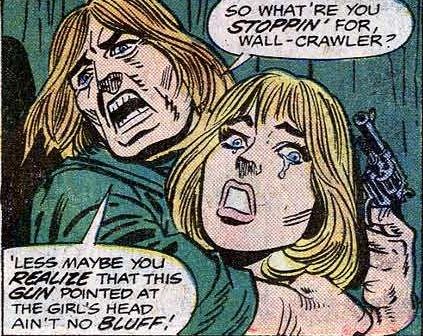 SO WHAT'RE YOU
STOPPIN' FOR,
WALL-CRAWLER?
'LESS MAYBE YOU
REALIZE THAT THIS
GUN POINTED AT
THE GIRL'S HEAD
AIN'T NO BLUFF!